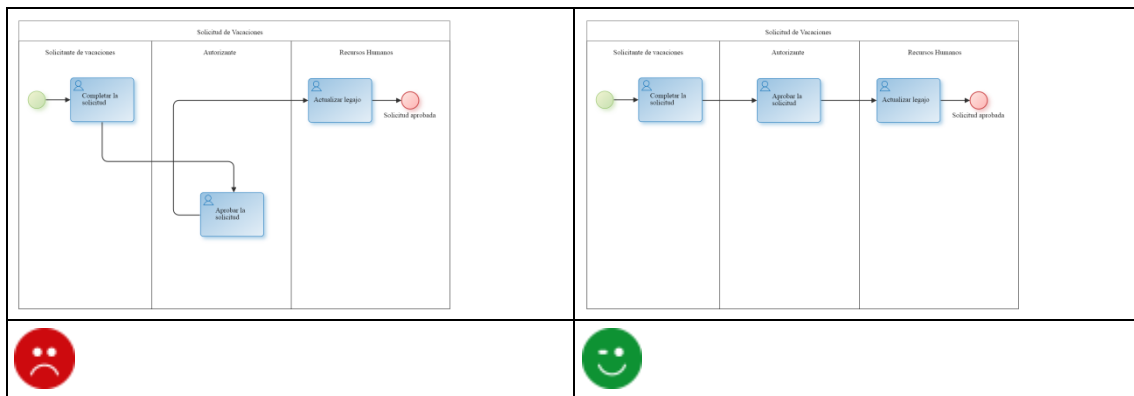 Solicitud de Vacaciones
Solicitante de vacaciones
Autorizante
Recursos Humanos
Completar la
solicitud
Actualizar legajo
Solicitud aprobada
Aprobar la
solicitud
Solicitud de Vacaciones
Solicitante de vacaciones
Autorizante
Recursos Humanos
Completar la
solicitud
Aprobar la
solicitud
Actualizar legajo
Solicitud aprobada